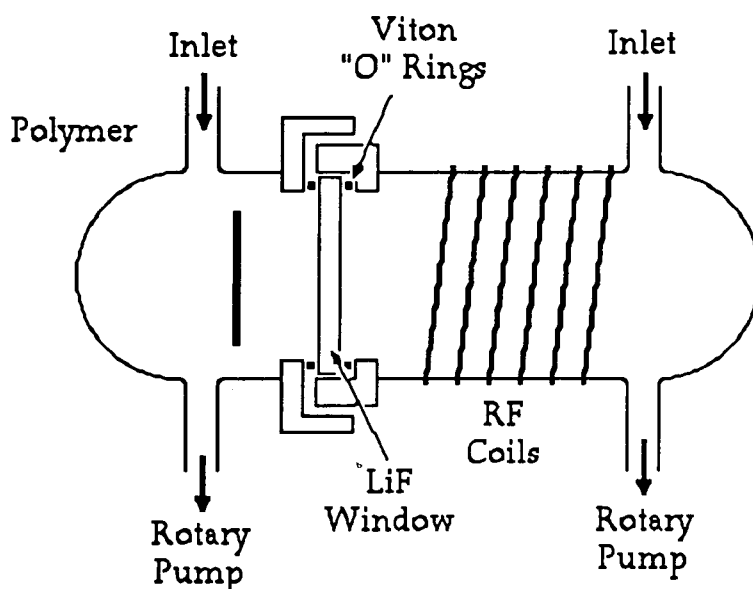 Inlet
Viton
"O" Rings
Inlet
Polymer
RF
Coils
LiF
Window
Rotary
Pump
Rotary
Pump